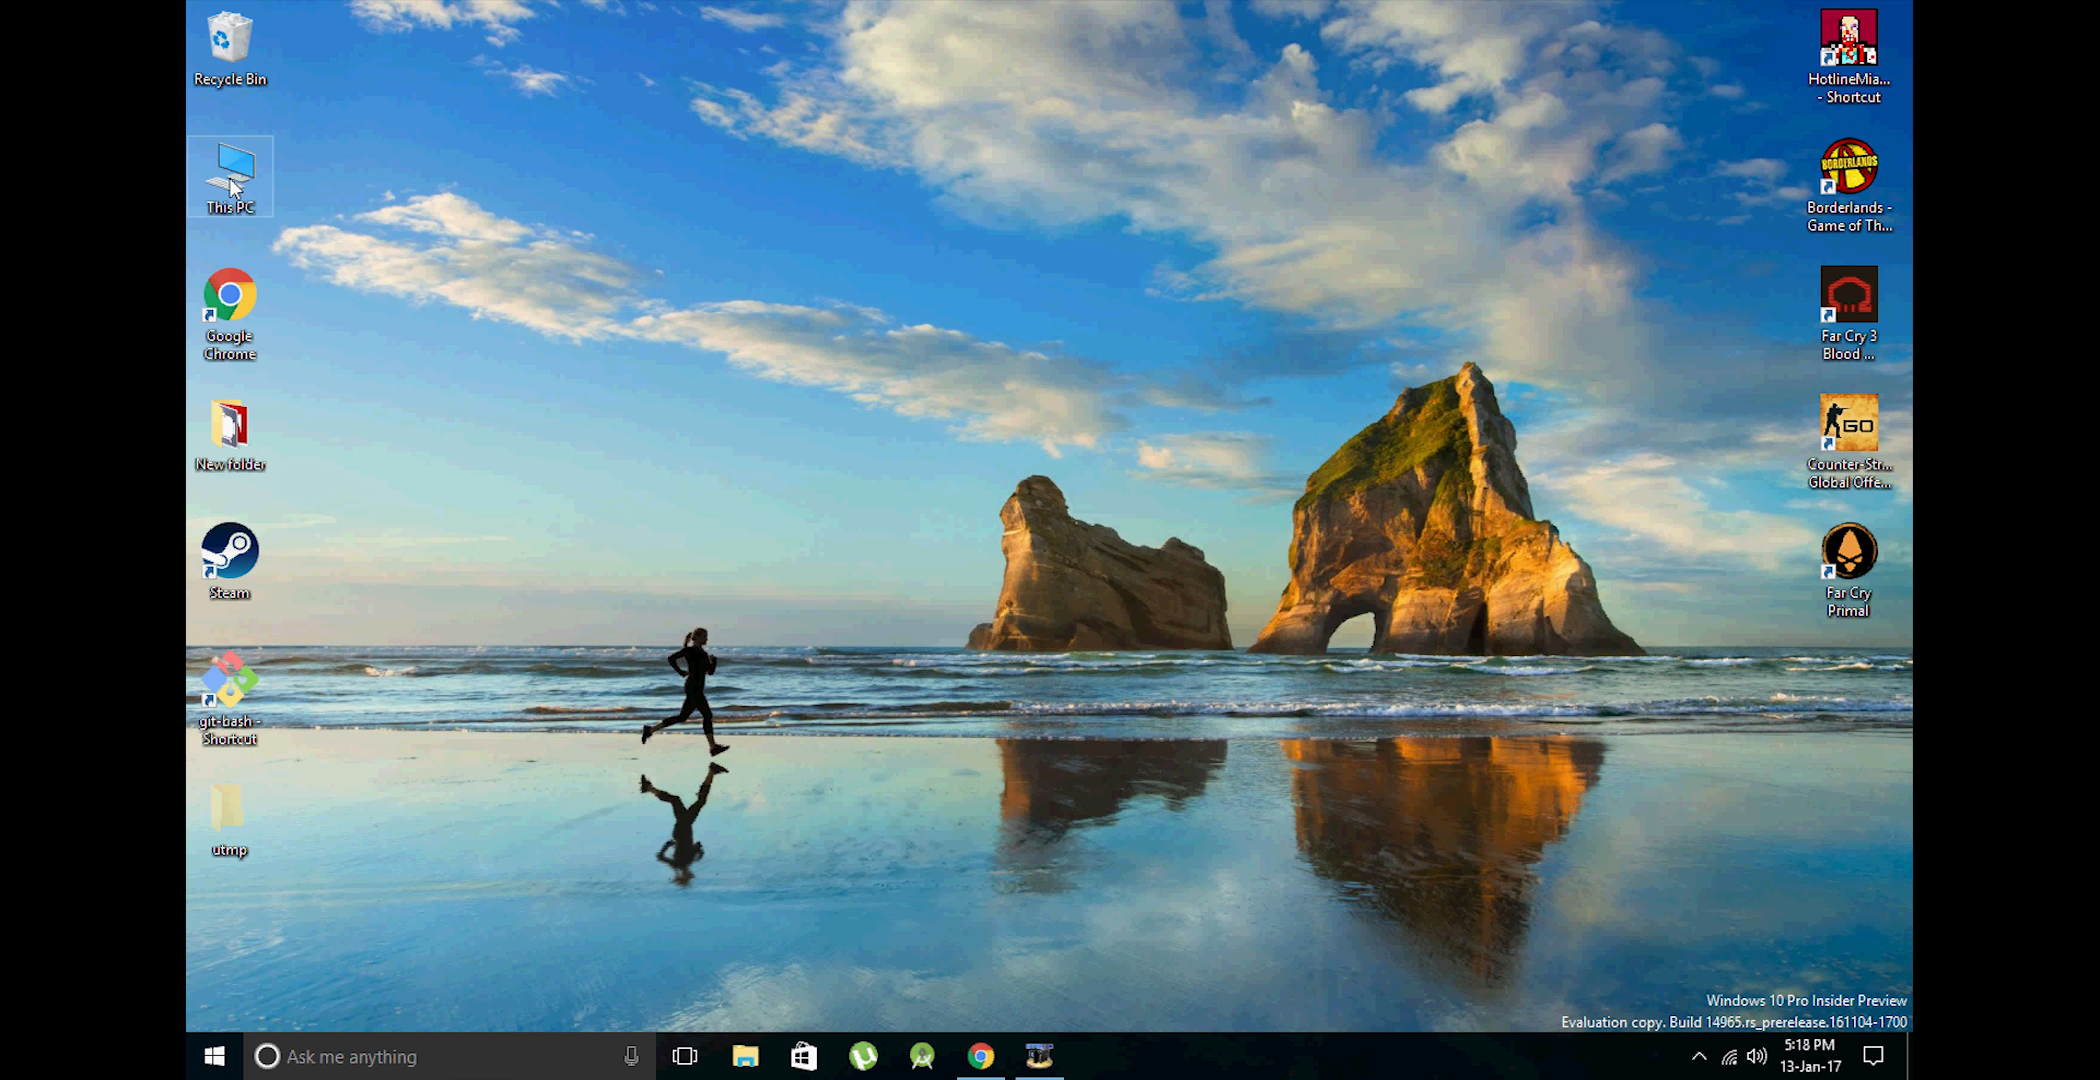 Recycle Bin
This PC
Google
Chrome
New folder
Steam
git-bash -
Shortcut
utmp
HotlineMia...
- Shortcut
BORDERLANDS
Borderlands -
Game of Th...
Far Cry 3
Blood ...
GO
Counter-Str...
Global Offe...
Far Cry
Primal
Windows 10 Pro Insider Preview
Evaluation copy. Build 14965.rs_prerelease.161104-1700
Ask me anything
5:18 PM
13-Jan-17